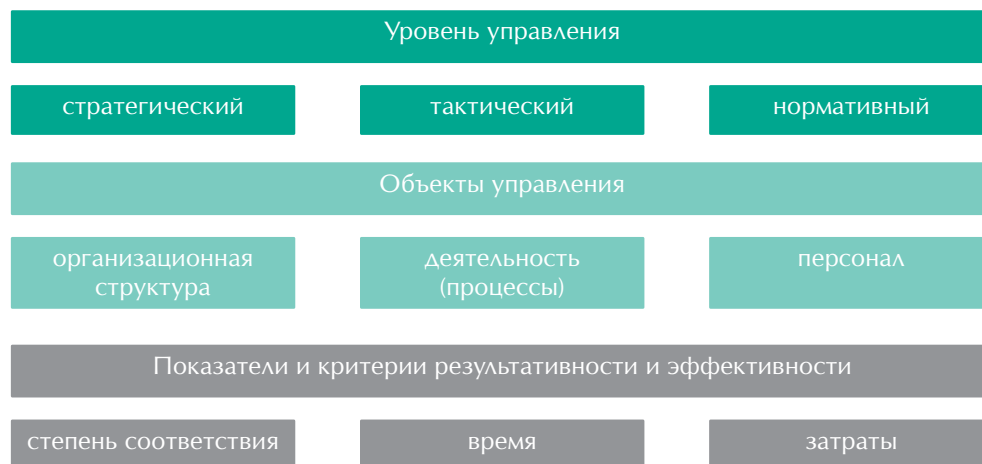 Уровень управления
стратегический
тактический
нормативный
Объекты управления
организационная
структура
деятельность
(процессы)
персонал
Показатели и критерии результативности и эффективности
степень соответствия
время
затраты